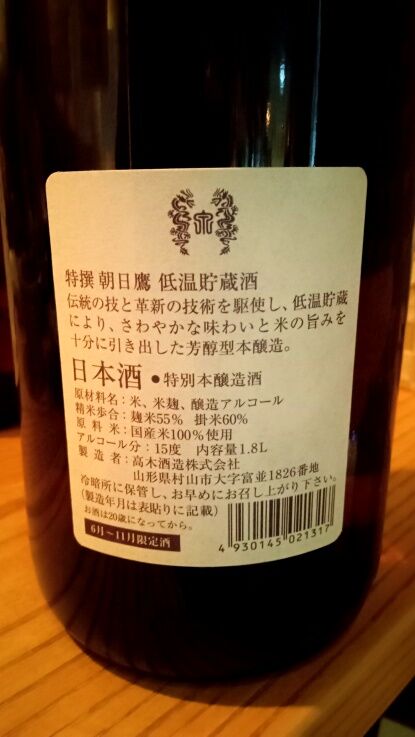 特撰 朝日鷹 低温貯蔵酒
伝統の技と革新の技術を駆使し、低温貯蔵
により、さわやかな味わいと米の旨みを
十分に引き出した芳醇型本醸造。
日本酒 ●特別本醸造酒
原材料名：米、米麹、醸造アルコール
精米歩合：麹米55% 掛米60%
原料米：国産米100%使用
アルコール分：15度 内容量1.8L
製造者：高木酒造株式会社
山形県村山市大字富並1826番地
冷暗所に保管し、お早めにお召し上がり下さい。
(製造年月は表貼りに記載)
お酒は20歳になってから。
6月～11月限定酒
4 930145 021317